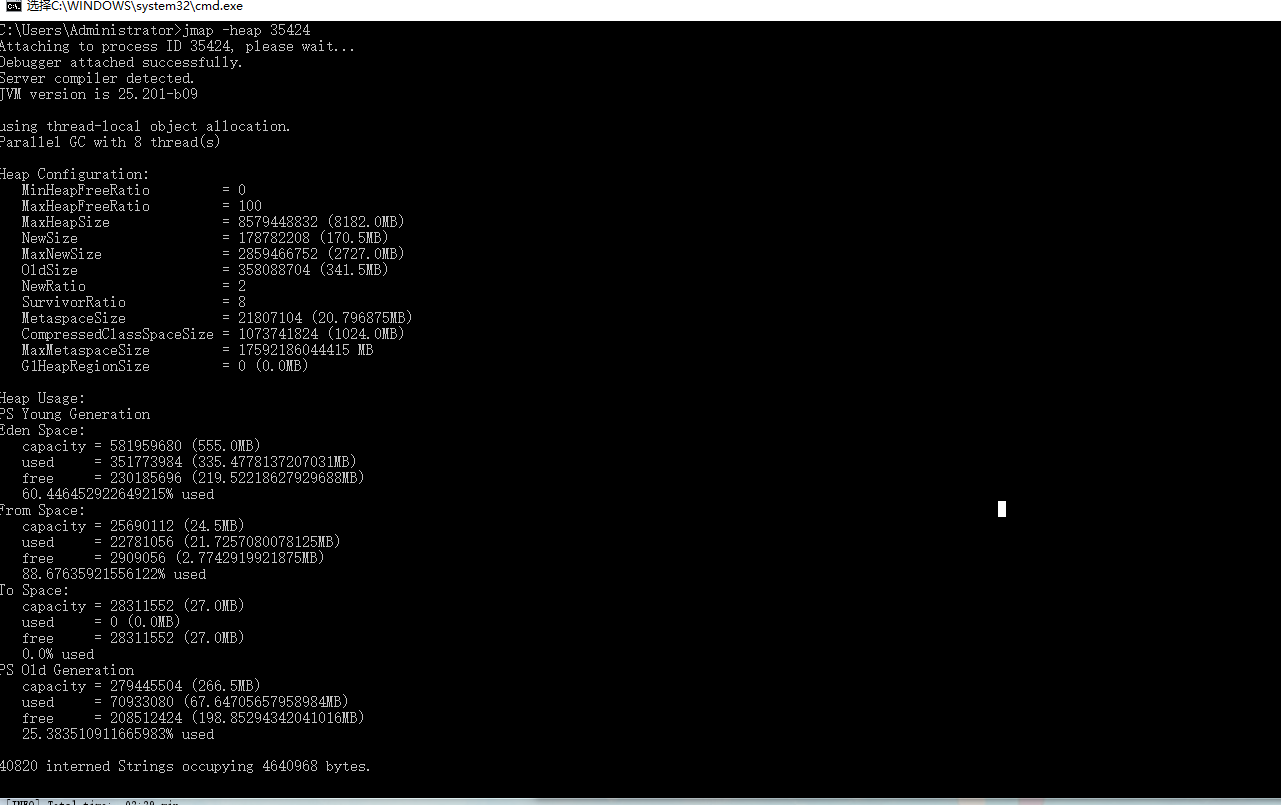 选择C:\WINDOWS\system32\cmd.exe
C:\Users\Administrator>jmap -heap 35424
Attaching to process ID 35424, please wait...
Debugger attached successfully.
Server compiler detected.
JVM version is 25.201-b09
using thread-local object allocation.
Parallel GC with 8 thread(s)
Heap Configuration:
MinHeapFreeRatio = 0
MaxHeapFreeRatio = 100
MaxHeapSize = 8579448832 (8182.0MB)
NewSize = 178782208 (170.5MB)
MaxNewSize = 2859466752 (2727.0MB)
OldSize = 358088704 (341.5MB)
NewRatio = 2
SurvivorRatio = 8
MetaspaceSize = 21807104 (20.796875MB)
CompressedClassSpaceSize = 1073741824 (1024.0MB)
MaxMetaspaceSize = 17592186044415 MB
G1HeapRegionSize = 0 (0.0MB)
Heap Usage:
PS Young Generation
Eden Space:
capacity = 581959680 (555.0MB)
used = 351773984 (335.4778137207031MB)
free = 230185696 (219.52218627929688MB)
60.446452922649215% used
From Space:
capacity = 25690112 (24.5MB)
used = 22781056 (21.7257080078125MB)
free = 2909056 (2.7742919921875MB)
88.67635921556122% used
To Space:
capacity = 28311552 (27.0MB)
used = 0 (0.0MB)
free = 28311552 (27.0MB)
0.0% used
PS Old Generation
capacity = 279445504 (266.5MB)
used = 70933080 (67.64705657958984MB)
free = 208512424 (198.85294342041016MB)
25.383510911665983% used
40820 interned Strings occupying 4640968 bytes.
[INFO] Total time: